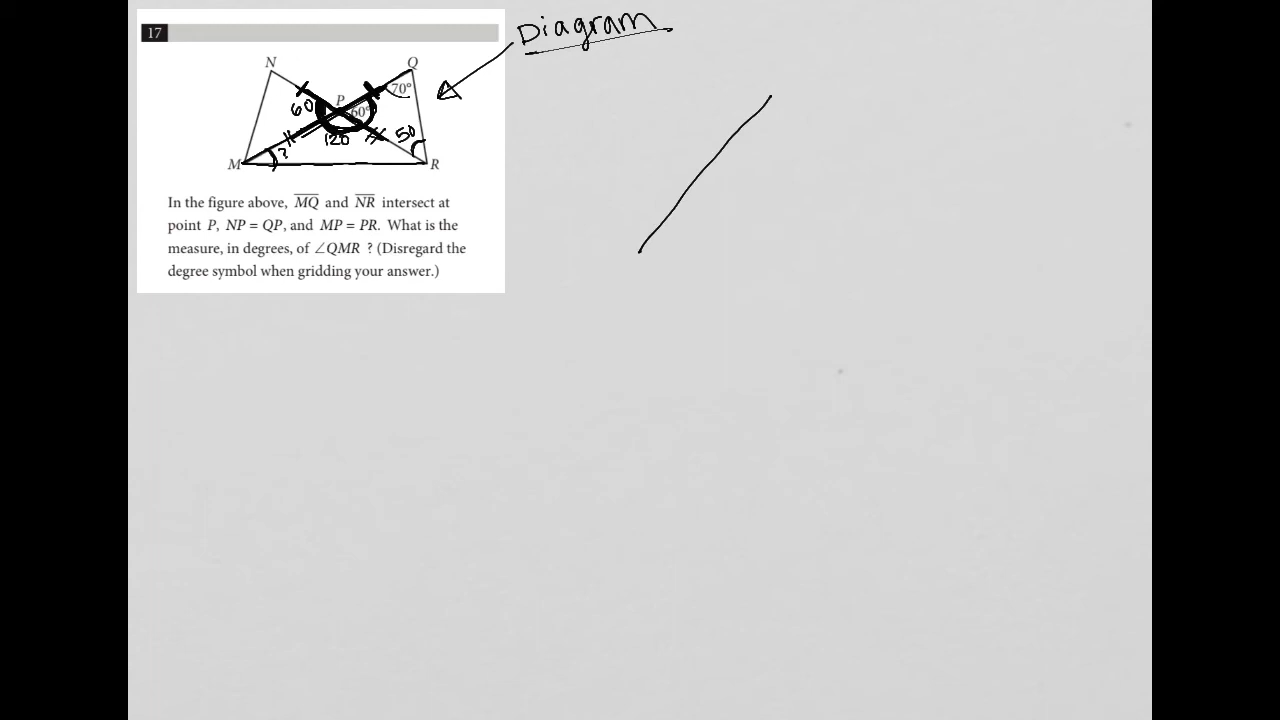 17
Diagram
N
Q
70°
P
60
60°
120
50
?
M
R
In the figure above, MQ and NR intersect at
point P, NP = QP, and MP = PR. What is the
measure, in degrees, of ∠QMR ? (Disregard the
degree symbol when gridding your answer.)